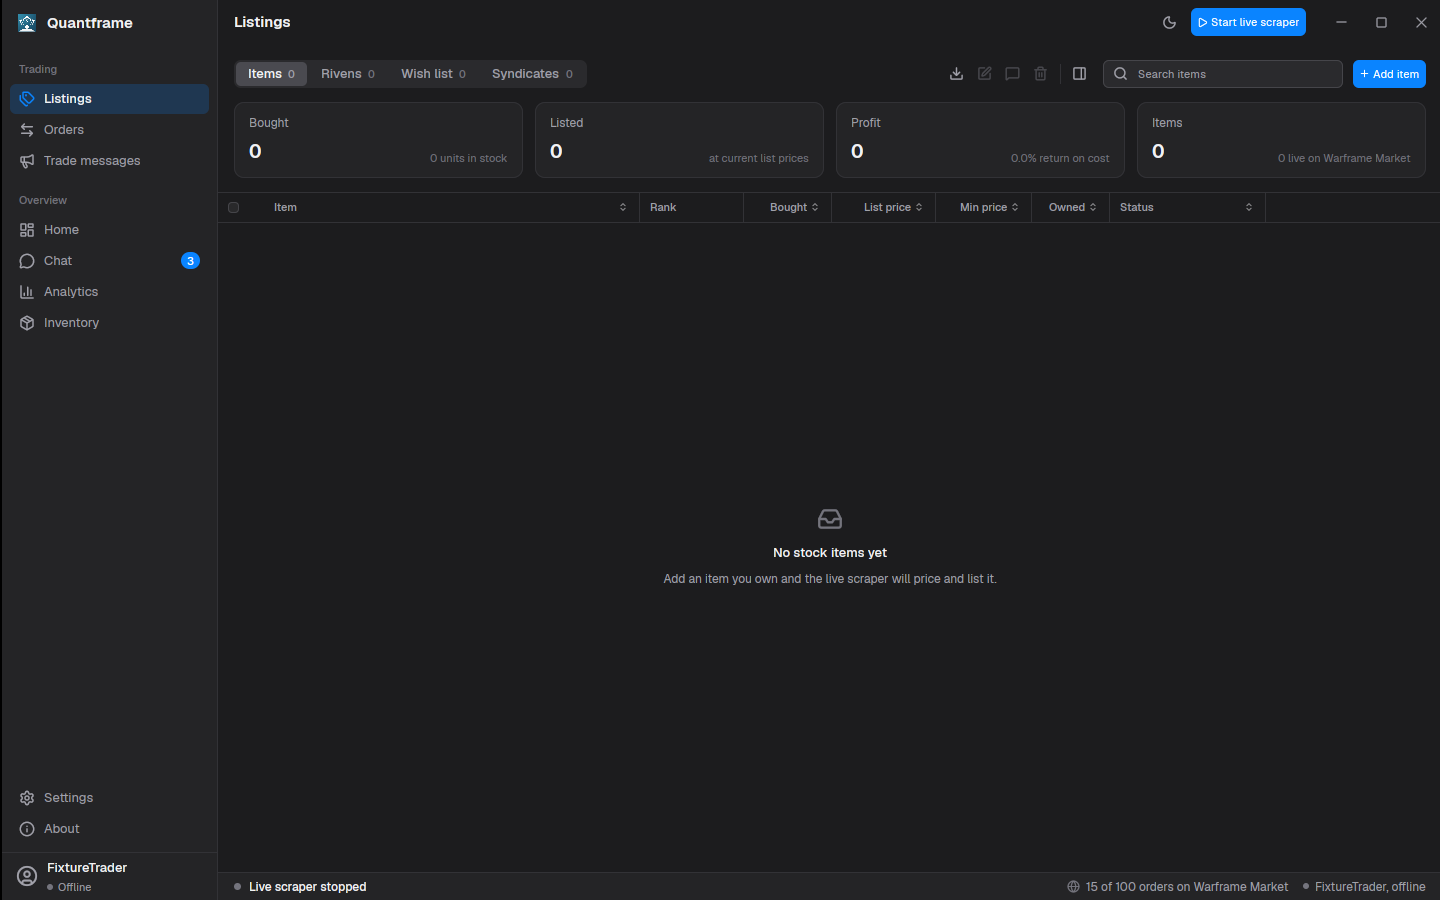 Quantframe
Listings
Start live scraper
Trading
Listings
Orders
Trade messages
Overview
Home
Chat 3
Analytics
Inventory
Settings
About
FixtureTrader
Offline
Items 0 Rivens 0 Wish list 0 Syndicates 0
Search items
+ Add item
Bought
0
0 units in stock
Listed
0
at current list prices
Profit
0
0.0% return on cost
Items
0
0 live on Warframe Market
Item Rank Bought List price Min price Owned Status
No stock items yet
Add an item you own and the live scraper will price and list it.
Live scraper stopped
15 of 100 orders on Warframe Market
FixtureTrader, offline